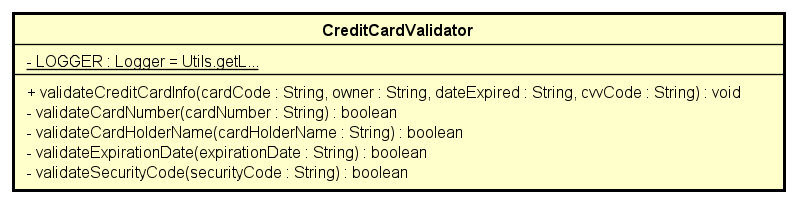 CreditCardValidator
- LOGGER : Logger = Utils.getL...
+ validateCreditCardInfo(cardCode : String, owner : String, dateExpired : String, cvvCode : String) : void
- validateCardNumber(cardNumber : String) : boolean
- validateCardHolderName(cardHolderName : String) : boolean
- validateExpirationDate(expirationDate : String) : boolean
- validateSecurityCode(securityCode : String) : boolean